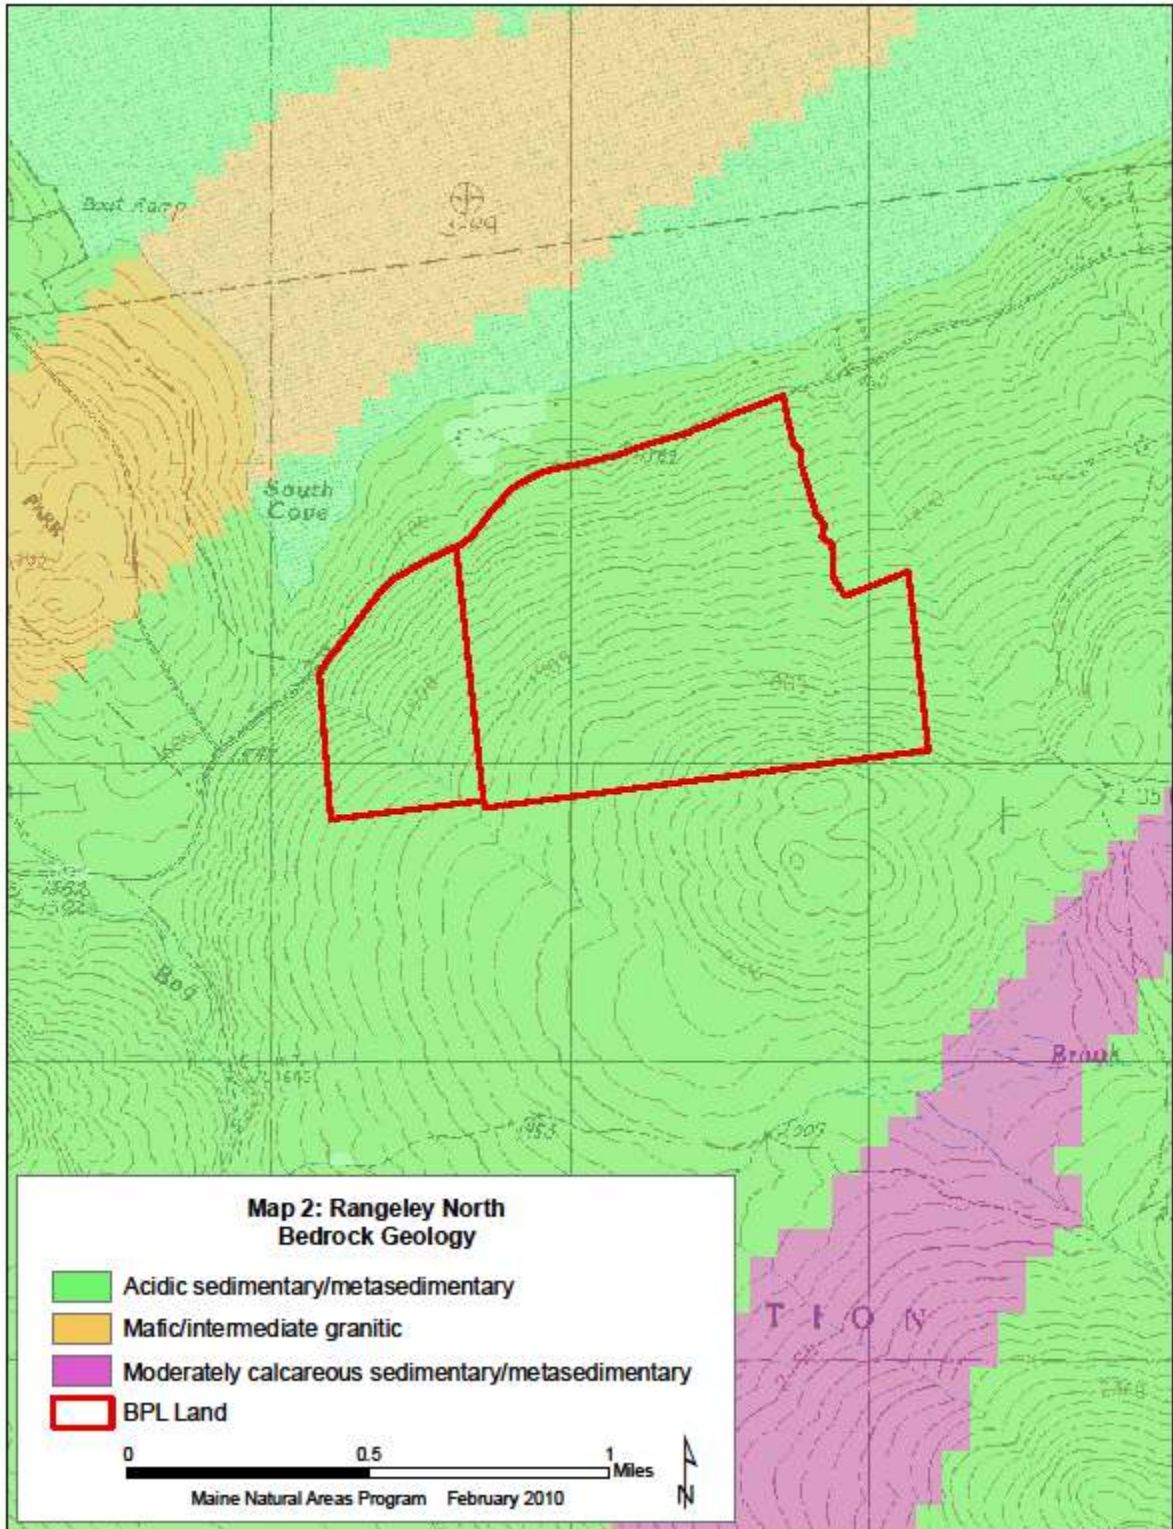 Boat Ramp
South
Cove
PARK
Bog
Brook
T I O N
Map 2: Rangeley North
Bedrock Geology
Acidic sedimentary/metasedimentary
Mafic/intermediate granitic
Moderately calcareous sedimentary/metasedimentary
BPL Land
0 0.5 1
Miles
Maine Natural Areas Program February 2010
N